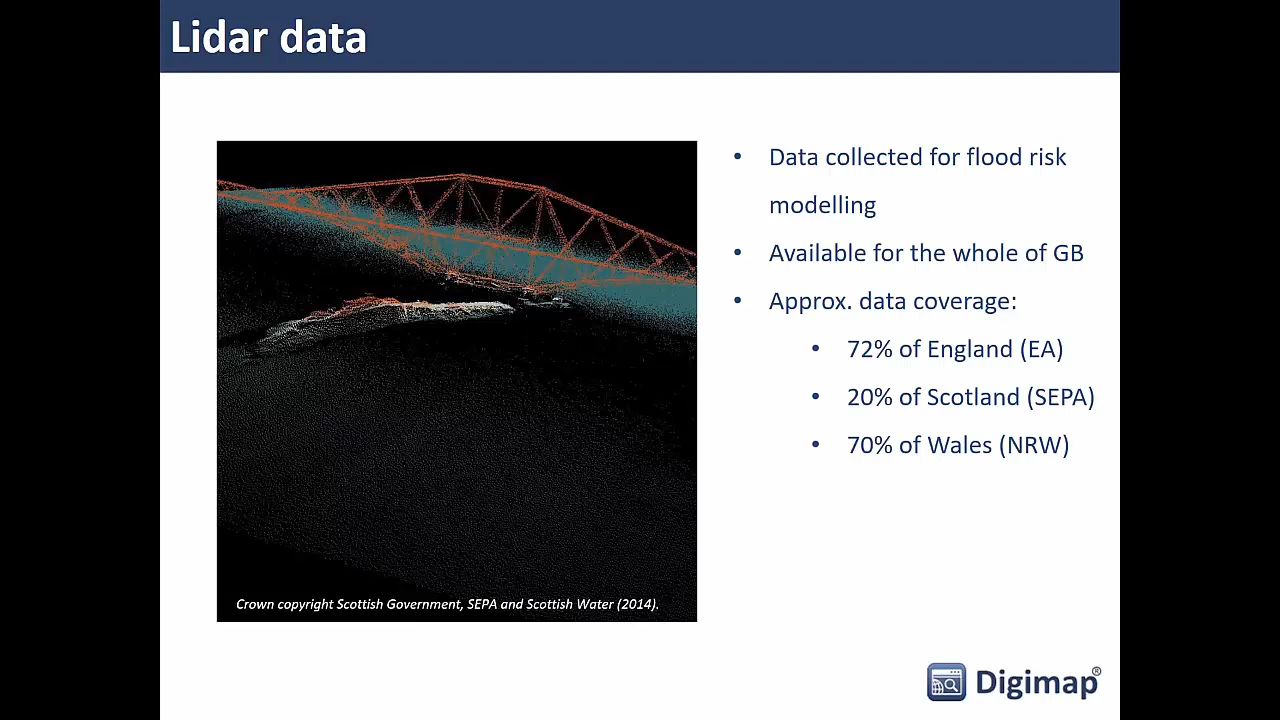 Lidar data
• Data collected for flood risk
modelling
• Available for the whole of GB
• Approx. data coverage:
• 72% of England (EA)
• 20% of Scotland (SEPA)
• 70% of Wales (NRW)
Crown copyright Scottish Government, SEPA and Scottish Water (2014).
Digimap®